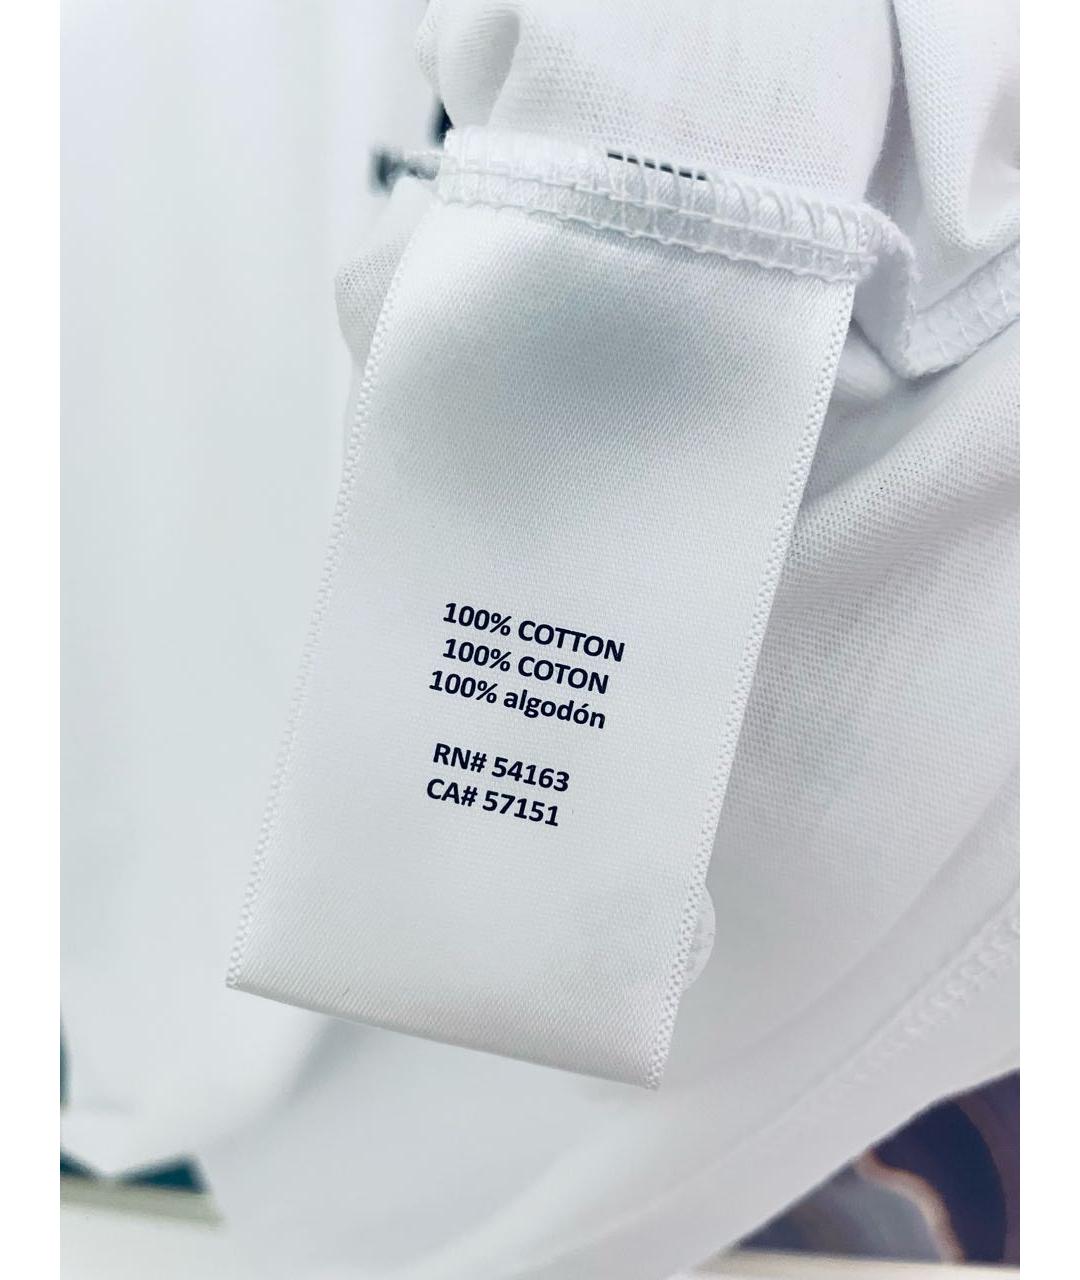 100% COTTON
100% COTON
100% algodón
RN# 54163
CA# 57151